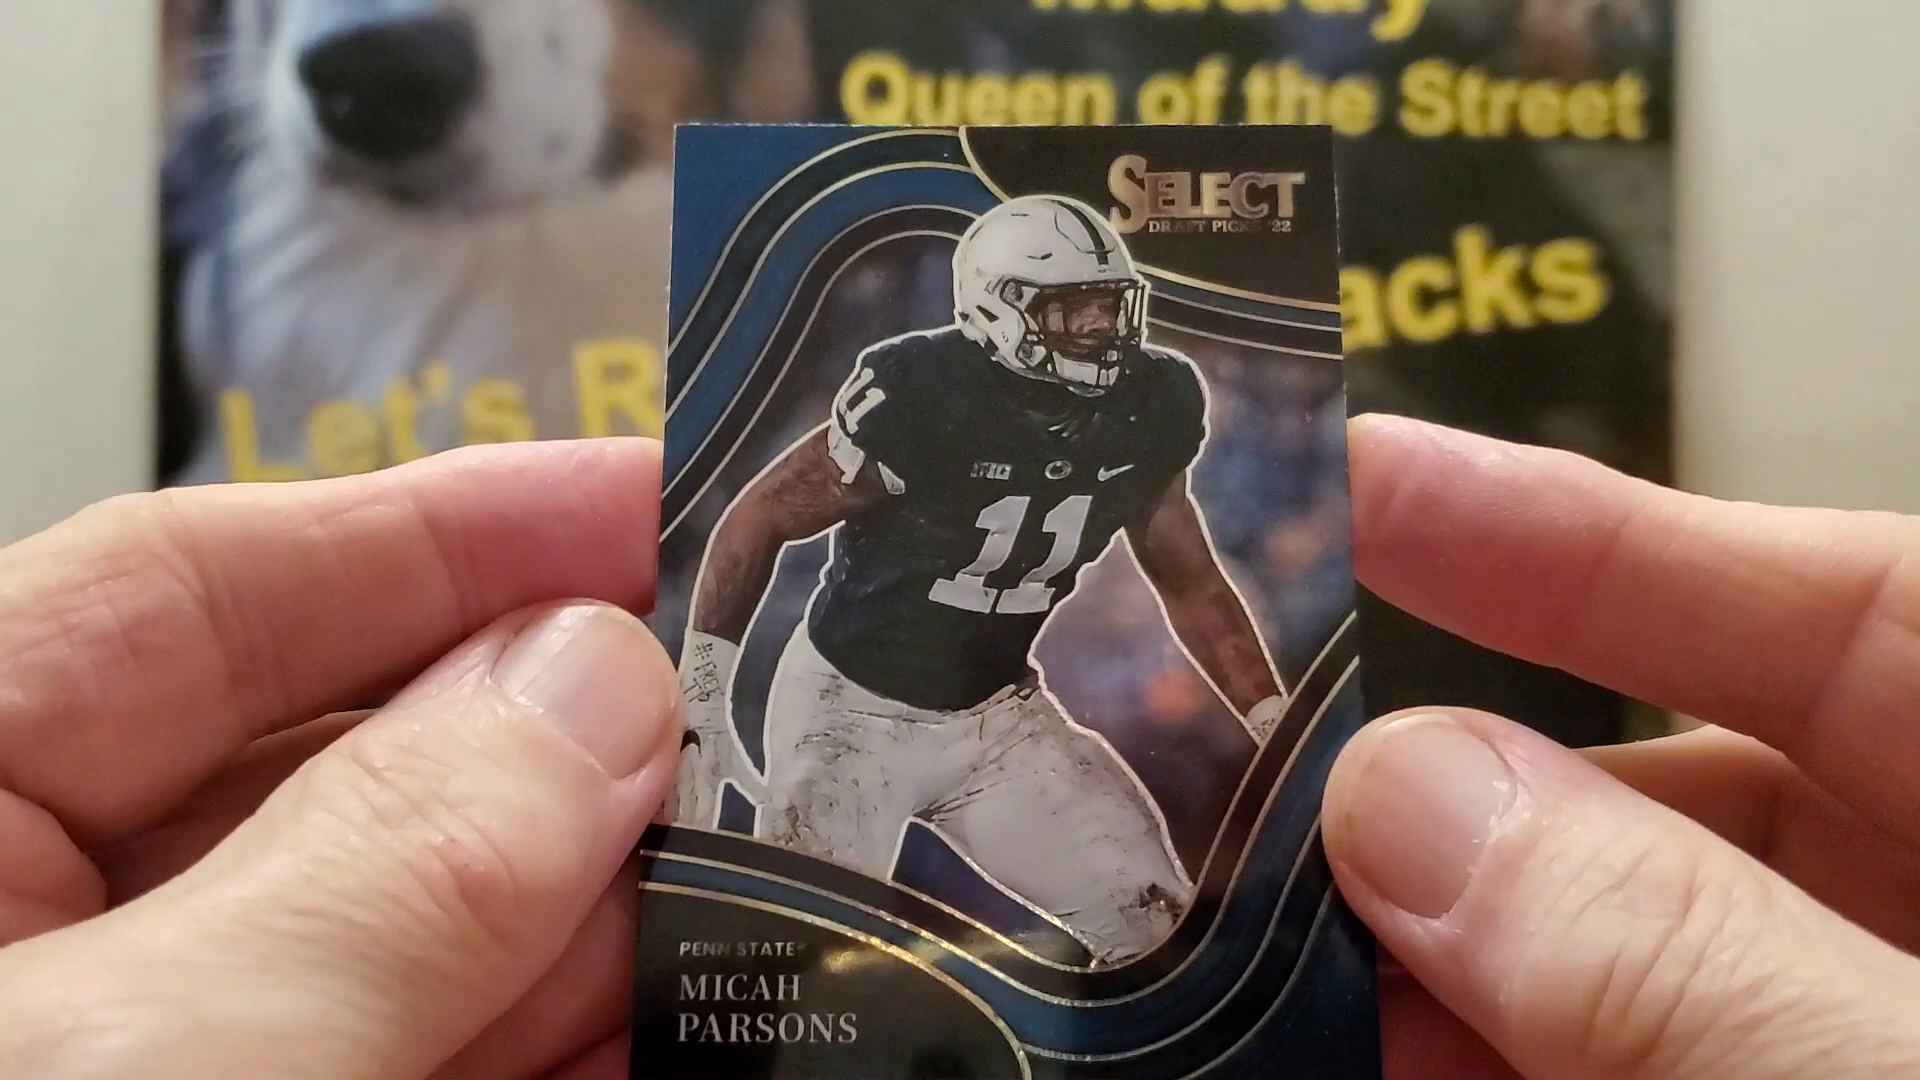 Queen of the Street
acks
Let's R
SELECT
DRAFT PICKS '22
11
B1G
11
PENN STATE
MICAH
PARSONS